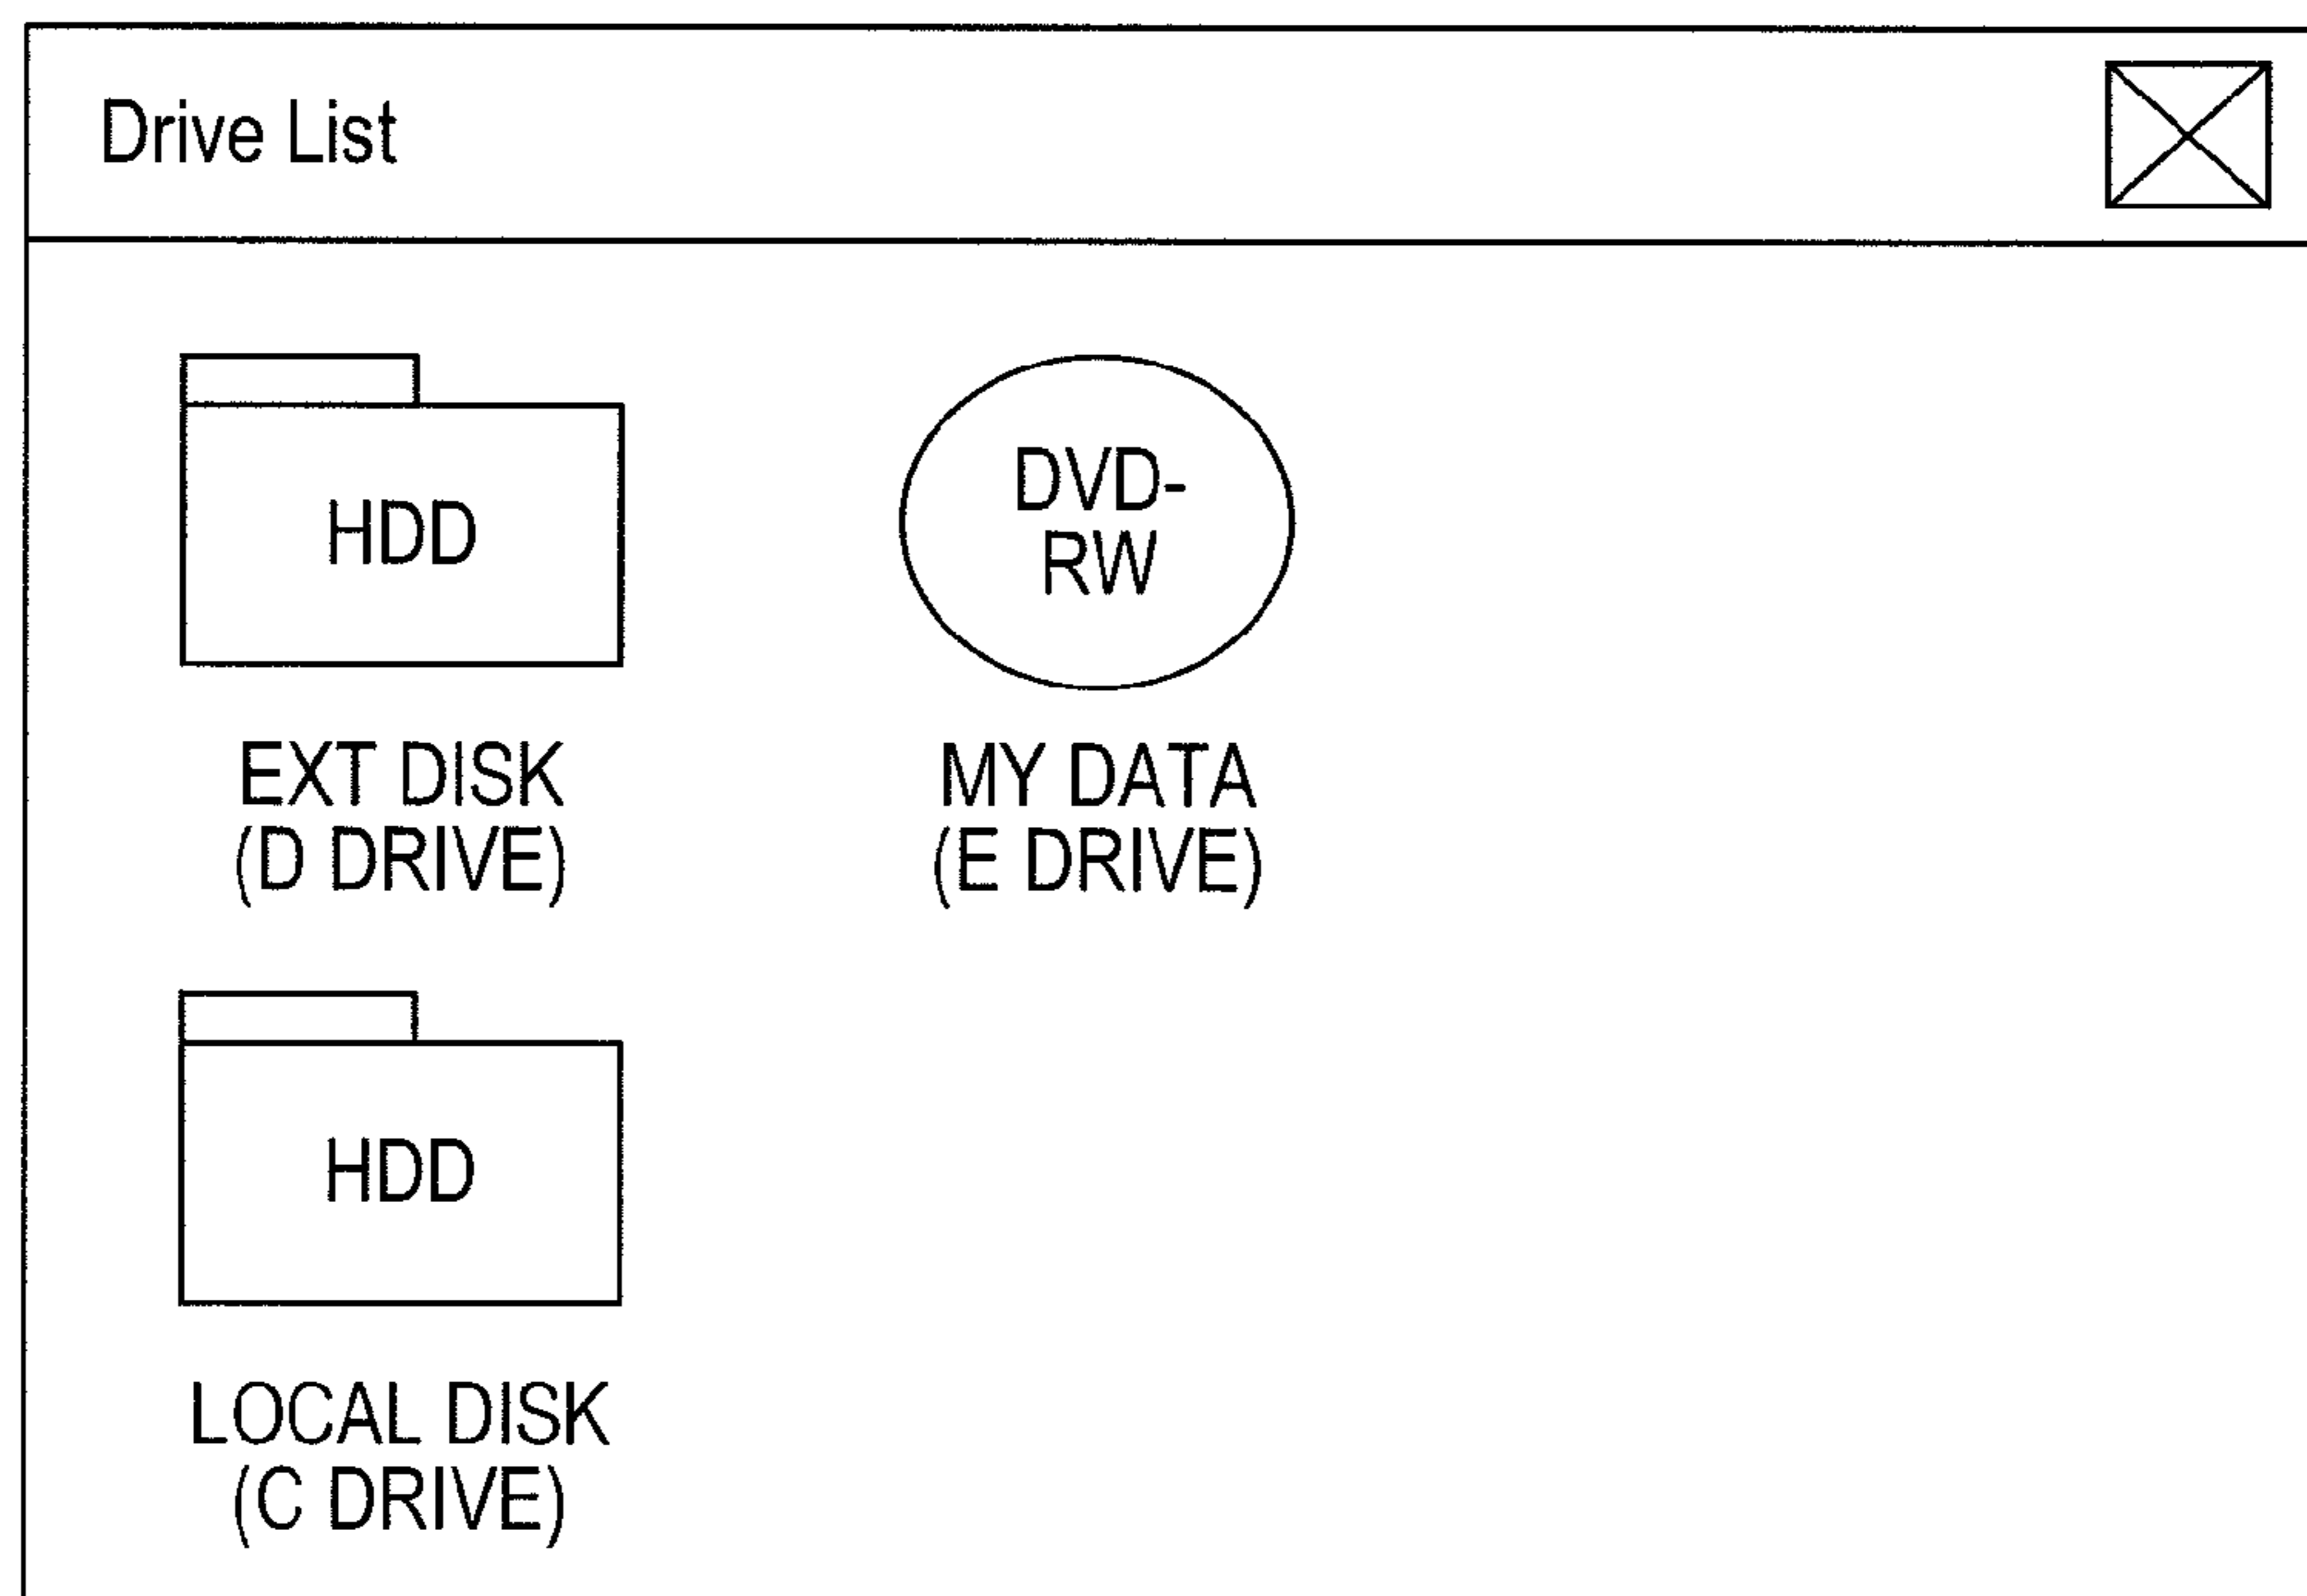 Drive List
HDD
DVD-
RW
EXT DISK
(D DRIVE)
MY DATA
(E DRIVE)
HDD
LOCAL DISK
(C DRIVE)